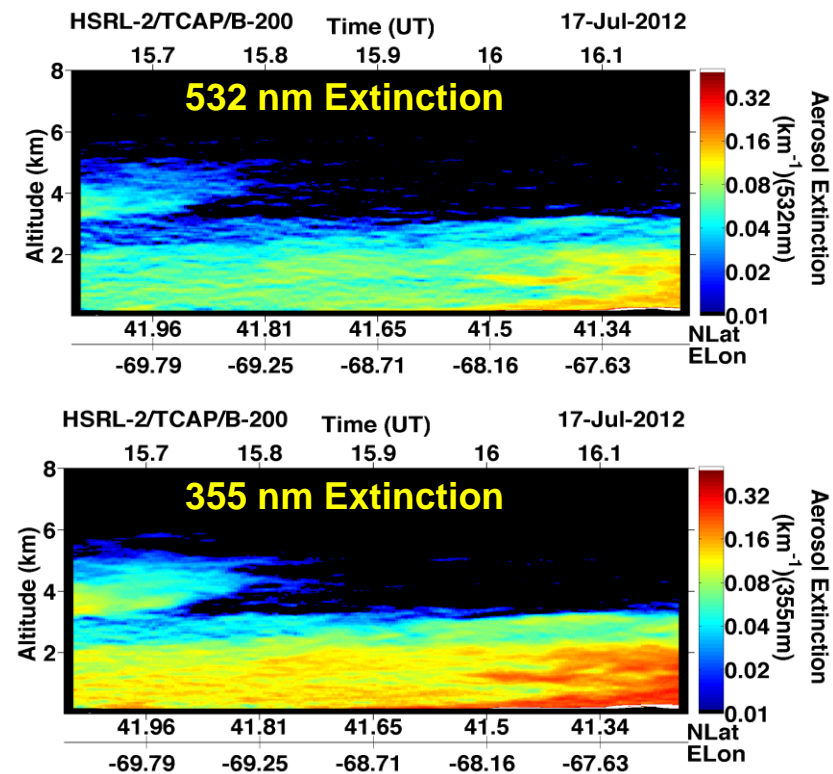 HSRL-2/TCAP/B-200 Time (UT) 17-Jul-2012
15.7 15.8 15.9 16 16.1
532 nm Extinction
8
6
4
2
Altitude (km)
0.32
0.16
0.08
0.04
0.02
0.01
Aerosol Extinction
(km-1)(532nm)
41.96 41.81 41.65 41.5 41.34 NLat
-69.79 -69.25 -68.71 -68.16 -67.63 ELon
HSRL-2/TCAP/B-200 Time (UT) 17-Jul-2012
15.7 15.8 15.9 16 16.1
355 nm Extinction
8
6
4
2
Altitude (km)
0.32
0.16
0.08
0.04
0.02
0.01
Aerosol Extinction
(km-1)(355nm)
41.96 41.81 41.65 41.5 41.34 NLat
-69.79 -69.25 -68.71 -68.16 -67.63 ELon